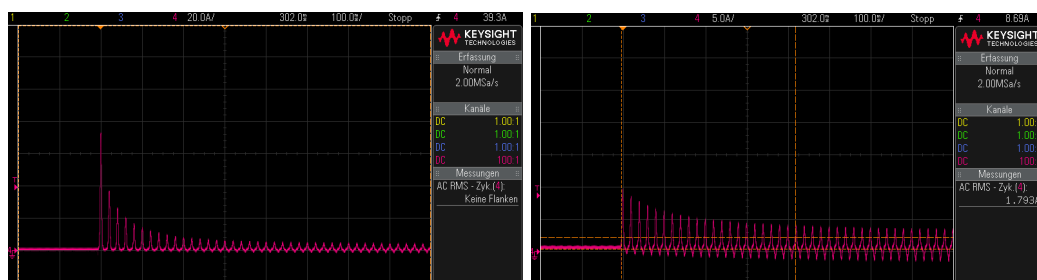 1 2 3 4 20.0A/ 302.0▒ 100.0▒/ Stopp 4 39.3A
KEYSIGHT
TECHNOLOGIES
Erfassung
Normal
2.00MSa/s
Kanäle
DC 1.00:1
DC 1.00:1
DC 1.00:1
DC 100:1
Messungen
AC RMS - Zyk.(4):
Keine Flanken
1 2 3 4 5.0A/ 302.0▒ 100.0▒/ Stopp 4 8.69A
KEYSIGHT
TECHNOLOGIES
Erfassung
Normal
2.00MSa/s
Kanäle
DC 1.00:
DC 1.00:
DC 1.00:
DC 100:
Messungen
AC RMS - Zyk.(4):
1.793A